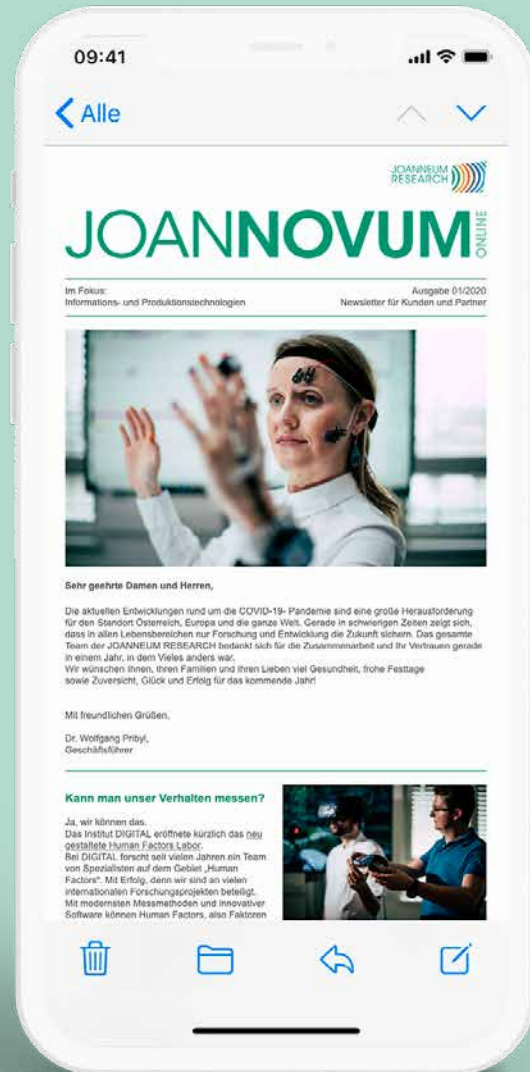 09:41
Alle
JOANNEUM
RESEARCH
JOANNOVUM
ONLINE
Im Fokus:
Informations- und Produktionstechnologien
Ausgabe 01/2020
Newsletter für Kunden und Partner
Sehr geehrte Damen und Herren,
Die aktuellen Entwicklungen rund um die COVID-19- Pandemie sind eine große Herausforderung
für den Standort Österreich, Europa und die ganze Welt. Gerade in schwierigen Zeiten zeigt sich,
dass in allen Lebensbereichen nur Forschung und Entwicklung die Zukunft sichern. Das gesamte
Team der JOANNEUM RESEARCH bedankt sich für die Zusammenarbeit und Ihr Vertrauen gerade
in einem Jahr, in dem Vieles anders war.
Wir wünschen Ihnen, Ihren Familien und Ihren Lieben viel Gesundheit, frohe Festtage
sowie Zuversicht, Glück und Erfolg für das kommende Jahr!
Mit freundlichen Grüßen,
Dr. Wolfgang Pribyl,
Geschäftsführer
Kann man unser Verhalten messen?
Ja, wir können das.
Das Institut DIGITAL eröffnete kürzlich das neu
gestaltete Human Factors Labor.
Bei DIGITAL forscht seit vielen Jahren ein Team
von Spezialisten auf dem Gebiet „Human
Factors“. Mit Erfolg, denn wir sind an vielen
internationalen Forschungsprojekten beteiligt.
Mit modernsten Messmethoden und innovativer
Software können Human Factors, also Faktoren